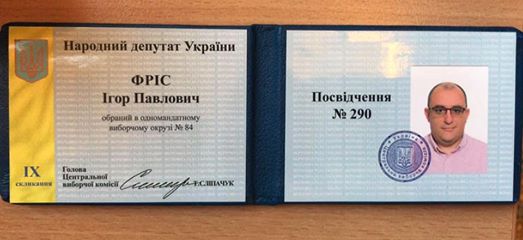 Народний депутат України
ФРІС
Ігор Павлович
обраний в одномандатному
виборчому окрузі № 84
IX
скликання
Голова
Центральної
виборчої комісії
Т.СЛІПАЧУК
Посвідчення
№ 290